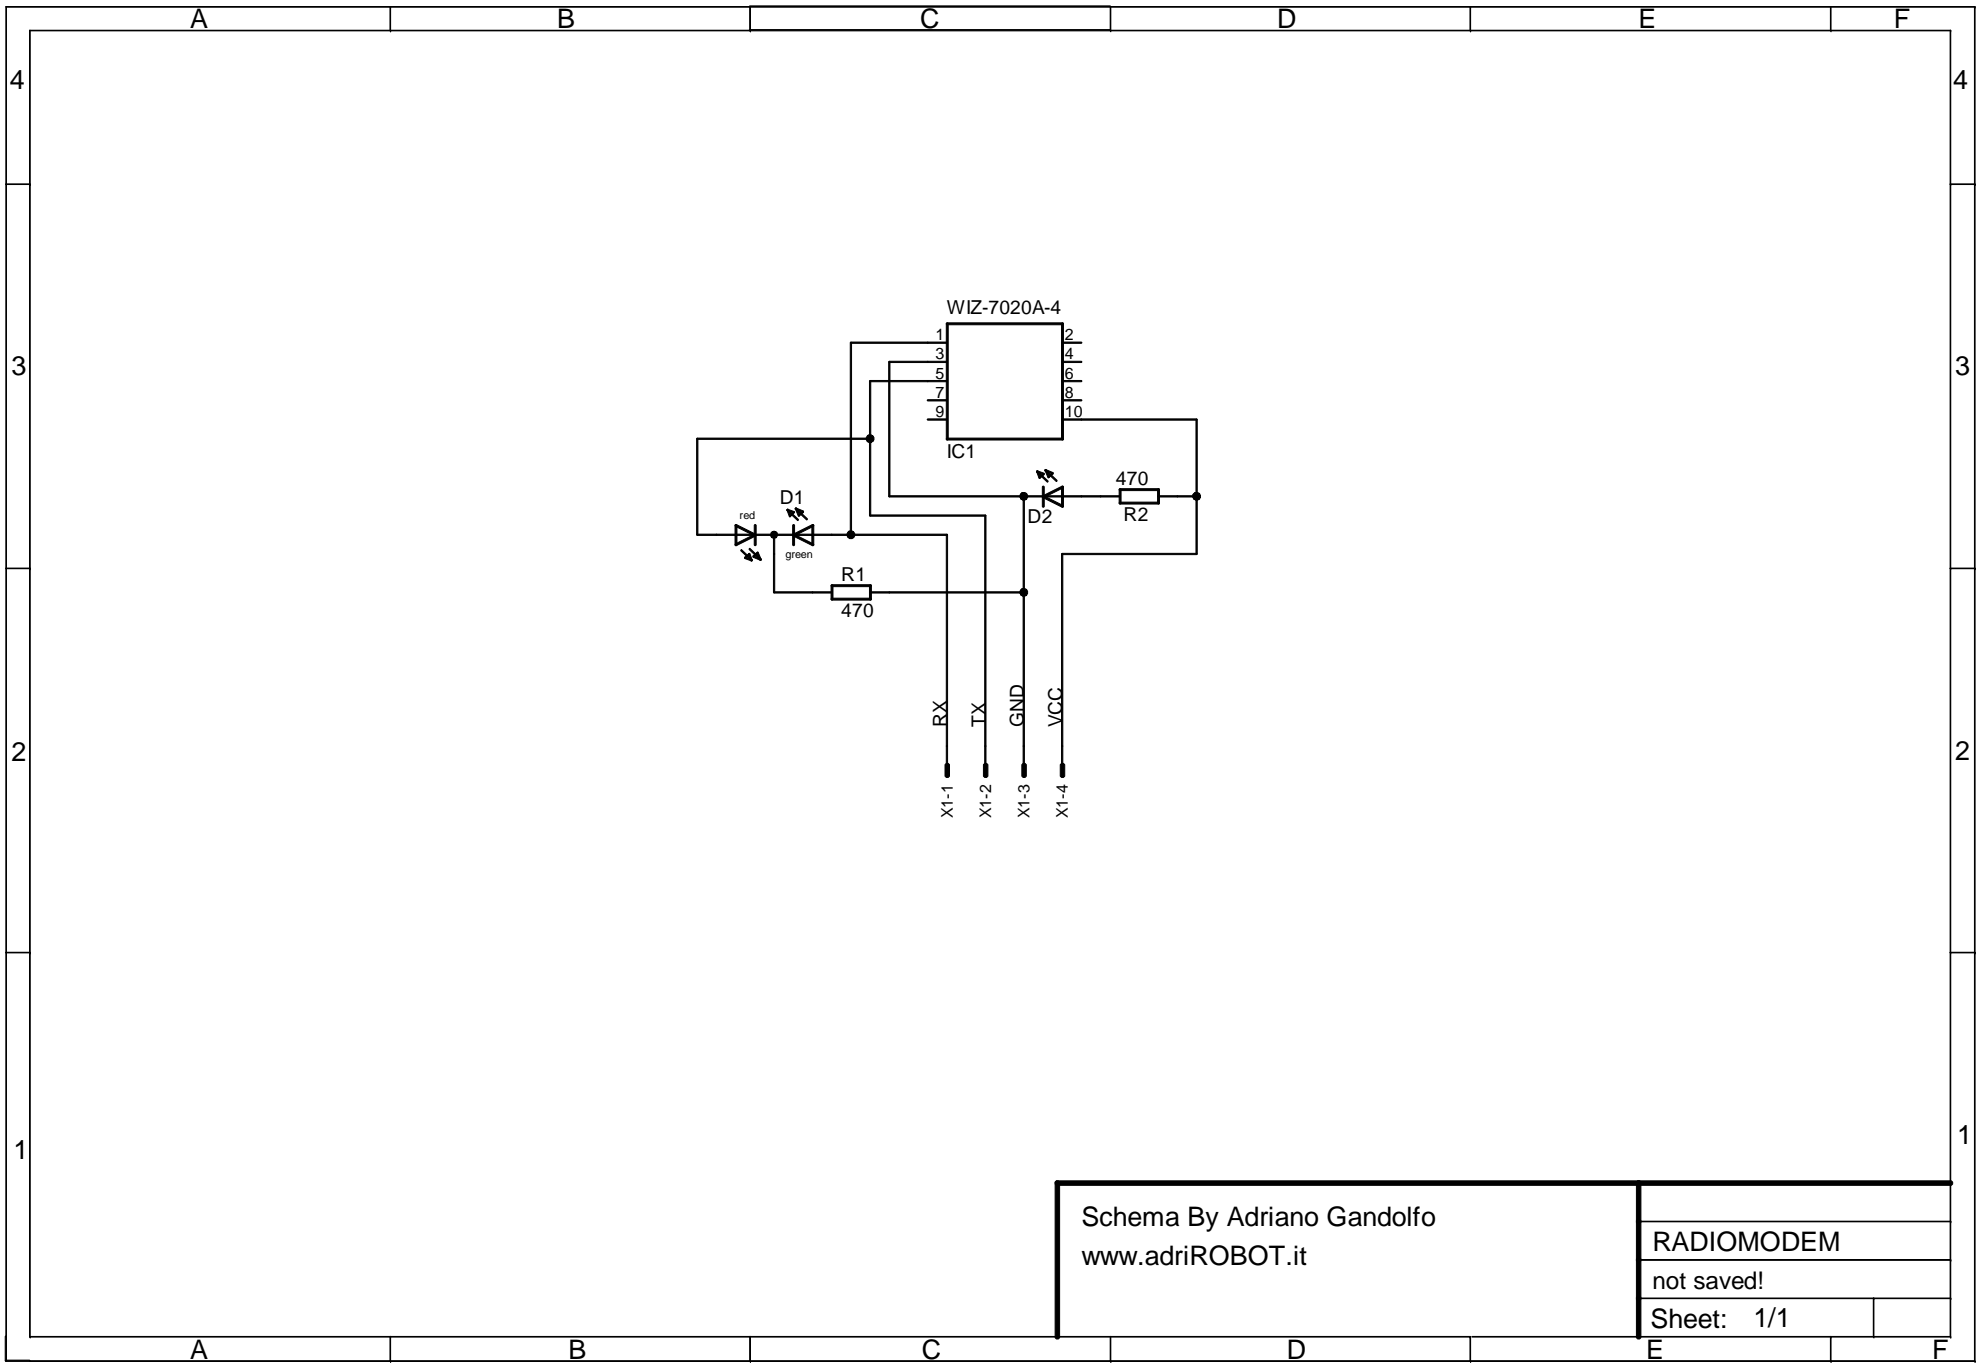 A B C D E F
4 4
WIZ-7020A-4
1 2
3 4
3 3
5 6
7 8
9 10
IC1
470
D1
red
D2 R2
green
R1
470
RX TX GND VCC
2 2
X1-1 X1-2 X1-3 X1-4
1 1
Schema By Adriano Gandolfo
RADIOMODEM
www.adriROBOT.it
not saved!
Sheet: 1/1
A B C D E F